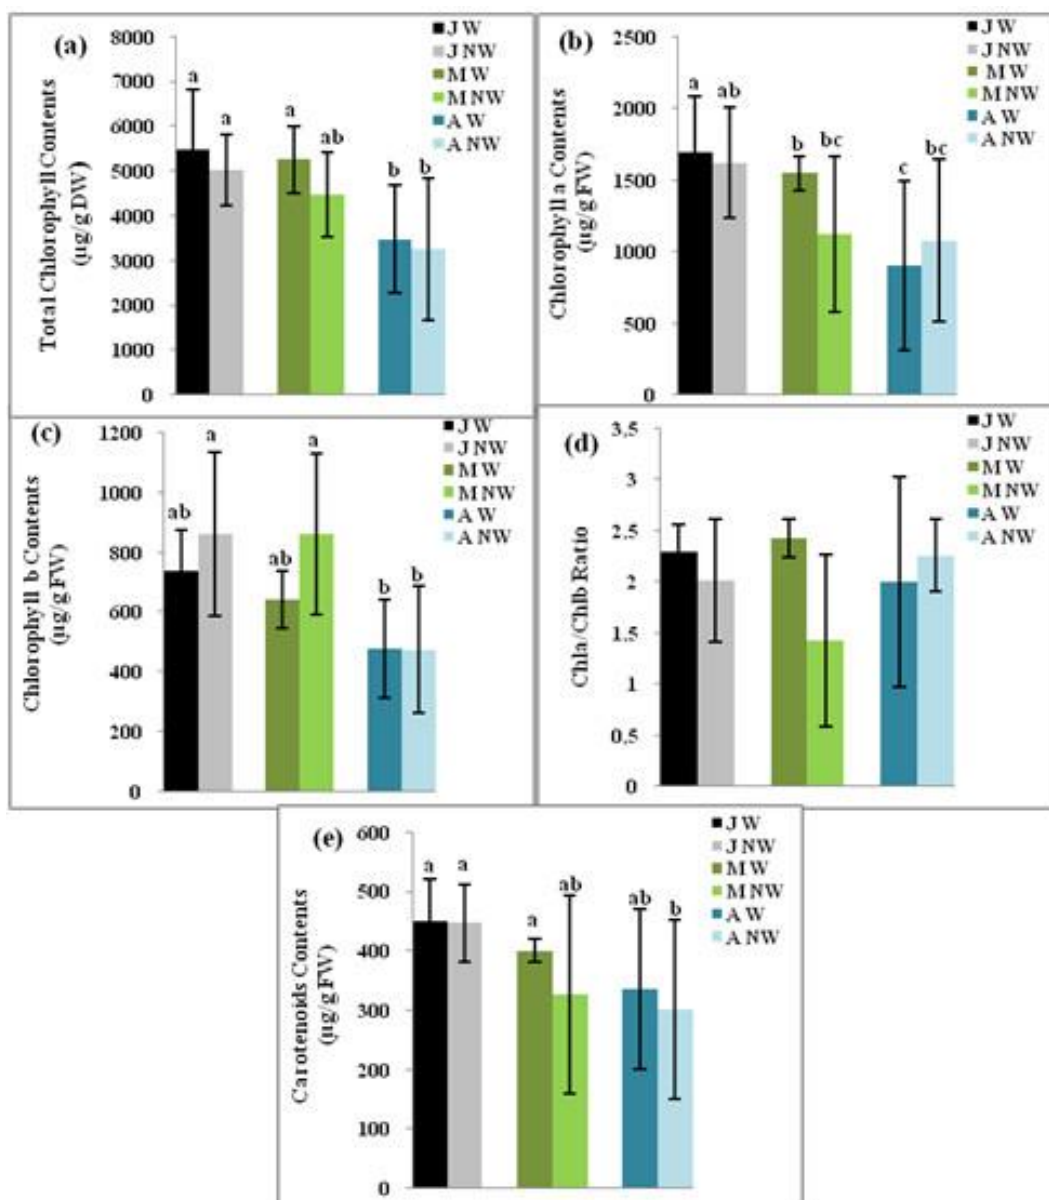 (a)
Total Chlorophyll Contents
(µg/g DW)
8000
7000
6000
5000
4000
3000
2000
1000
0
a
a
a
ab
b
b
J W
J NW
M W
M NW
A W
A NW
(b)
Chlorophyll a Contents
(µg/g FW)
2500
2000
1500
1000
500
0
a
ab
b
bc
c
bc
J W
J NW
M W
M NW
A W
A NW
(c)
Chlorophyll b Contents
(µg/g FW)
1200
1000
800
600
400
200
0
ab
a
ab
a
b
b
J W
J NW
M W
M NW
A W
A NW
(d)
Chla/Chlb Ratio
3,5
3
2,5
2
1,5
1
0,5
0
J W
J NW
M W
M NW
A W
A NW
(e)
Carotenoids Contents
(µg/g FW)
600
500
400
300
200
100
0
a
a
a
ab
ab
b
J W
J NW
M W
M NW
A W
A NW